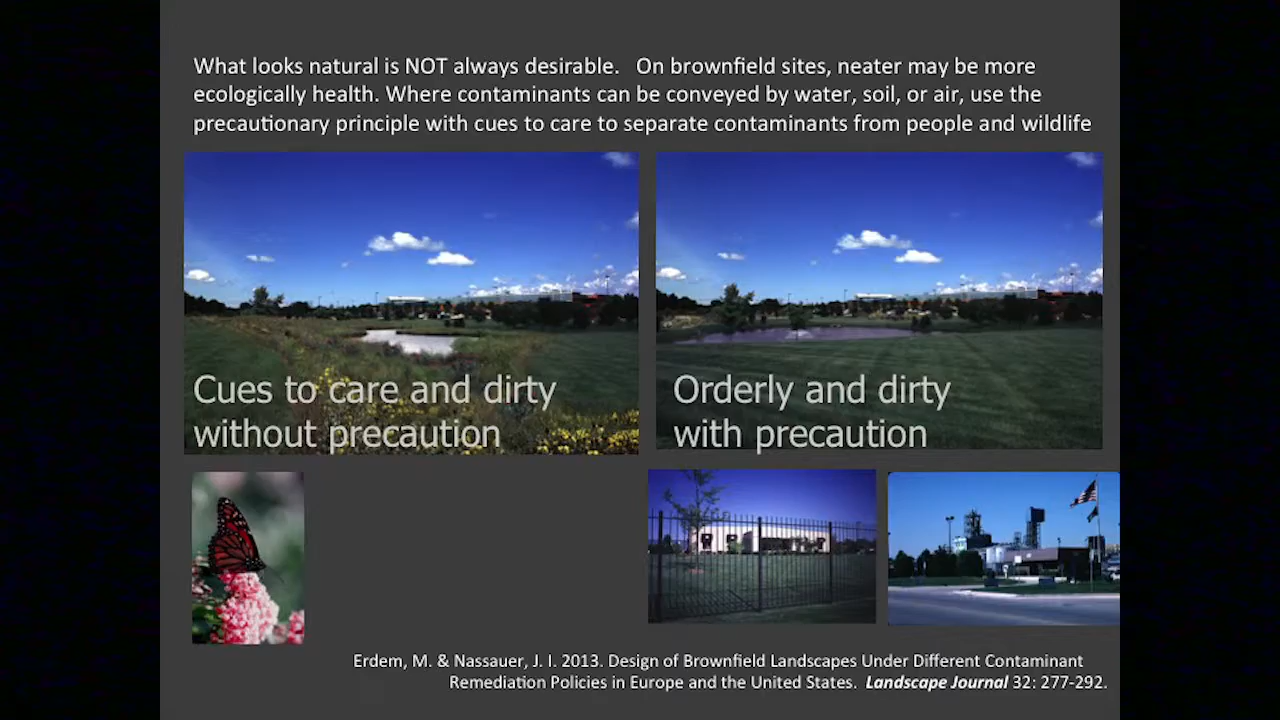 What looks natural is NOT always desirable.   On brownfield sites, neater may be more
ecologically health. Where contaminants can be conveyed by water, soil, or air, use the
precautionary principle with cues to care to separate contaminants from people and wildlife
Cues to care and dirty
without precaution
Orderly and dirty
with precaution
Erdem, M. & Nassauer, J. I. 2013. Design of Brownfield Landscapes Under Different Contaminant
Remediation Policies in Europe and the United States.  Landscape Journal 32: 277-292.